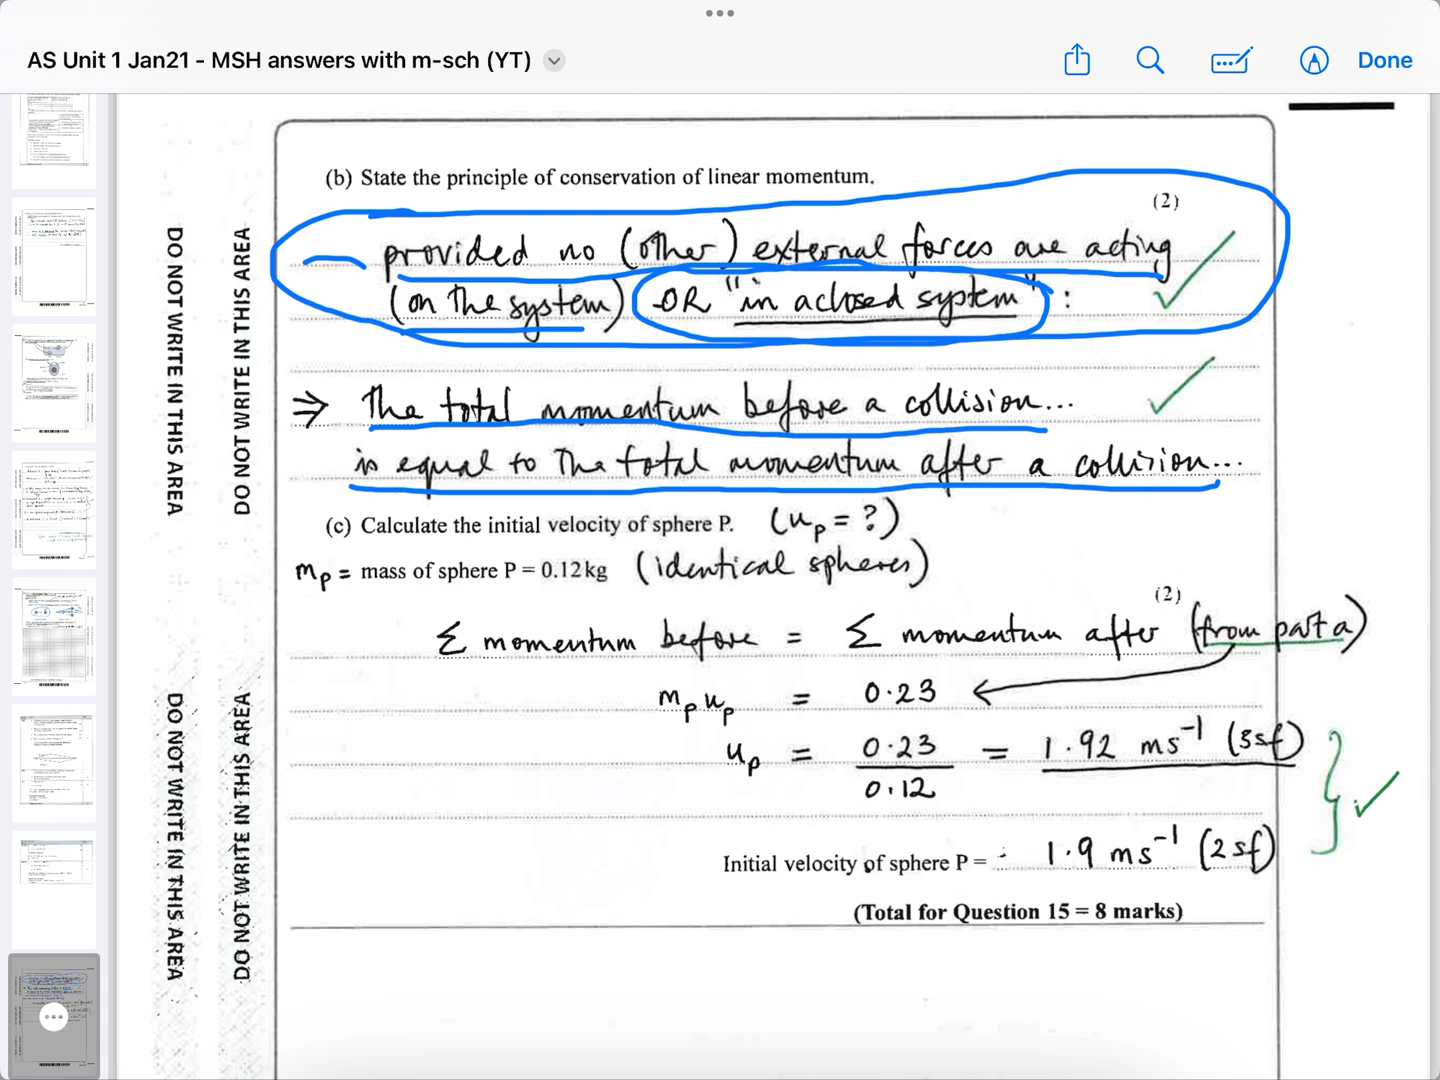 AS Unit 1 Jan21 - MSH answers with m-sch (YT)
Done
DO NOT WRITE IN THIS AREA
DO NOT WRITE IN THIS AREA
DO NOT WRITE IN THIS AREA
DO NOT WRITE IN THIS AREA
(b) State the principle of conservation of linear momentum.
(2)
provided no (other) external forces are acting
(on the system) OR "in a closed system" :
⇒ The total momentum before a collision...
is equal to the total momentum after a collision...
(c) Calculate the initial velocity of sphere P. (u_p = ?)
m_p = mass of sphere P = 0.12 kg (identical spheres)
(2)
Σ momentum before = Σ momentum after (from part a)
m_p u_p = 0.23
u_p = 0.23 / 0.12 = 1.92 ms⁻¹ (3sf)
Initial velocity of sphere P = 1.9 ms⁻¹ (2sf)
(Total for Question 15 = 8 marks)